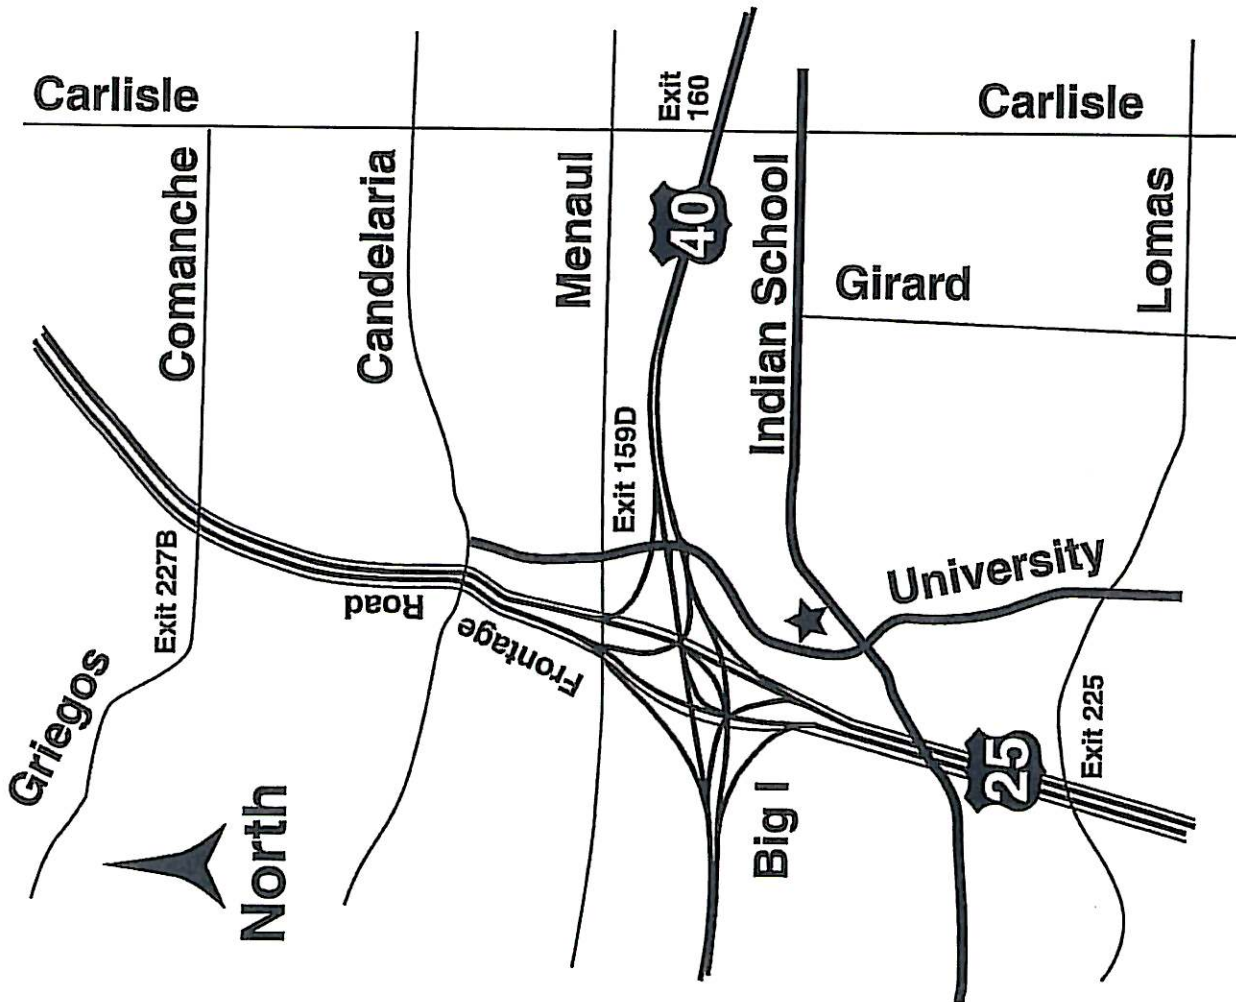 Carlisle
Comanche
Candelaria
Menaul
Exit
160
40
Indian School
Carlisle
Girard
Lomas
Exit 159D
Exit 227B
Road
Frontage
University
Griegos
North
Big I
25
Exit 225